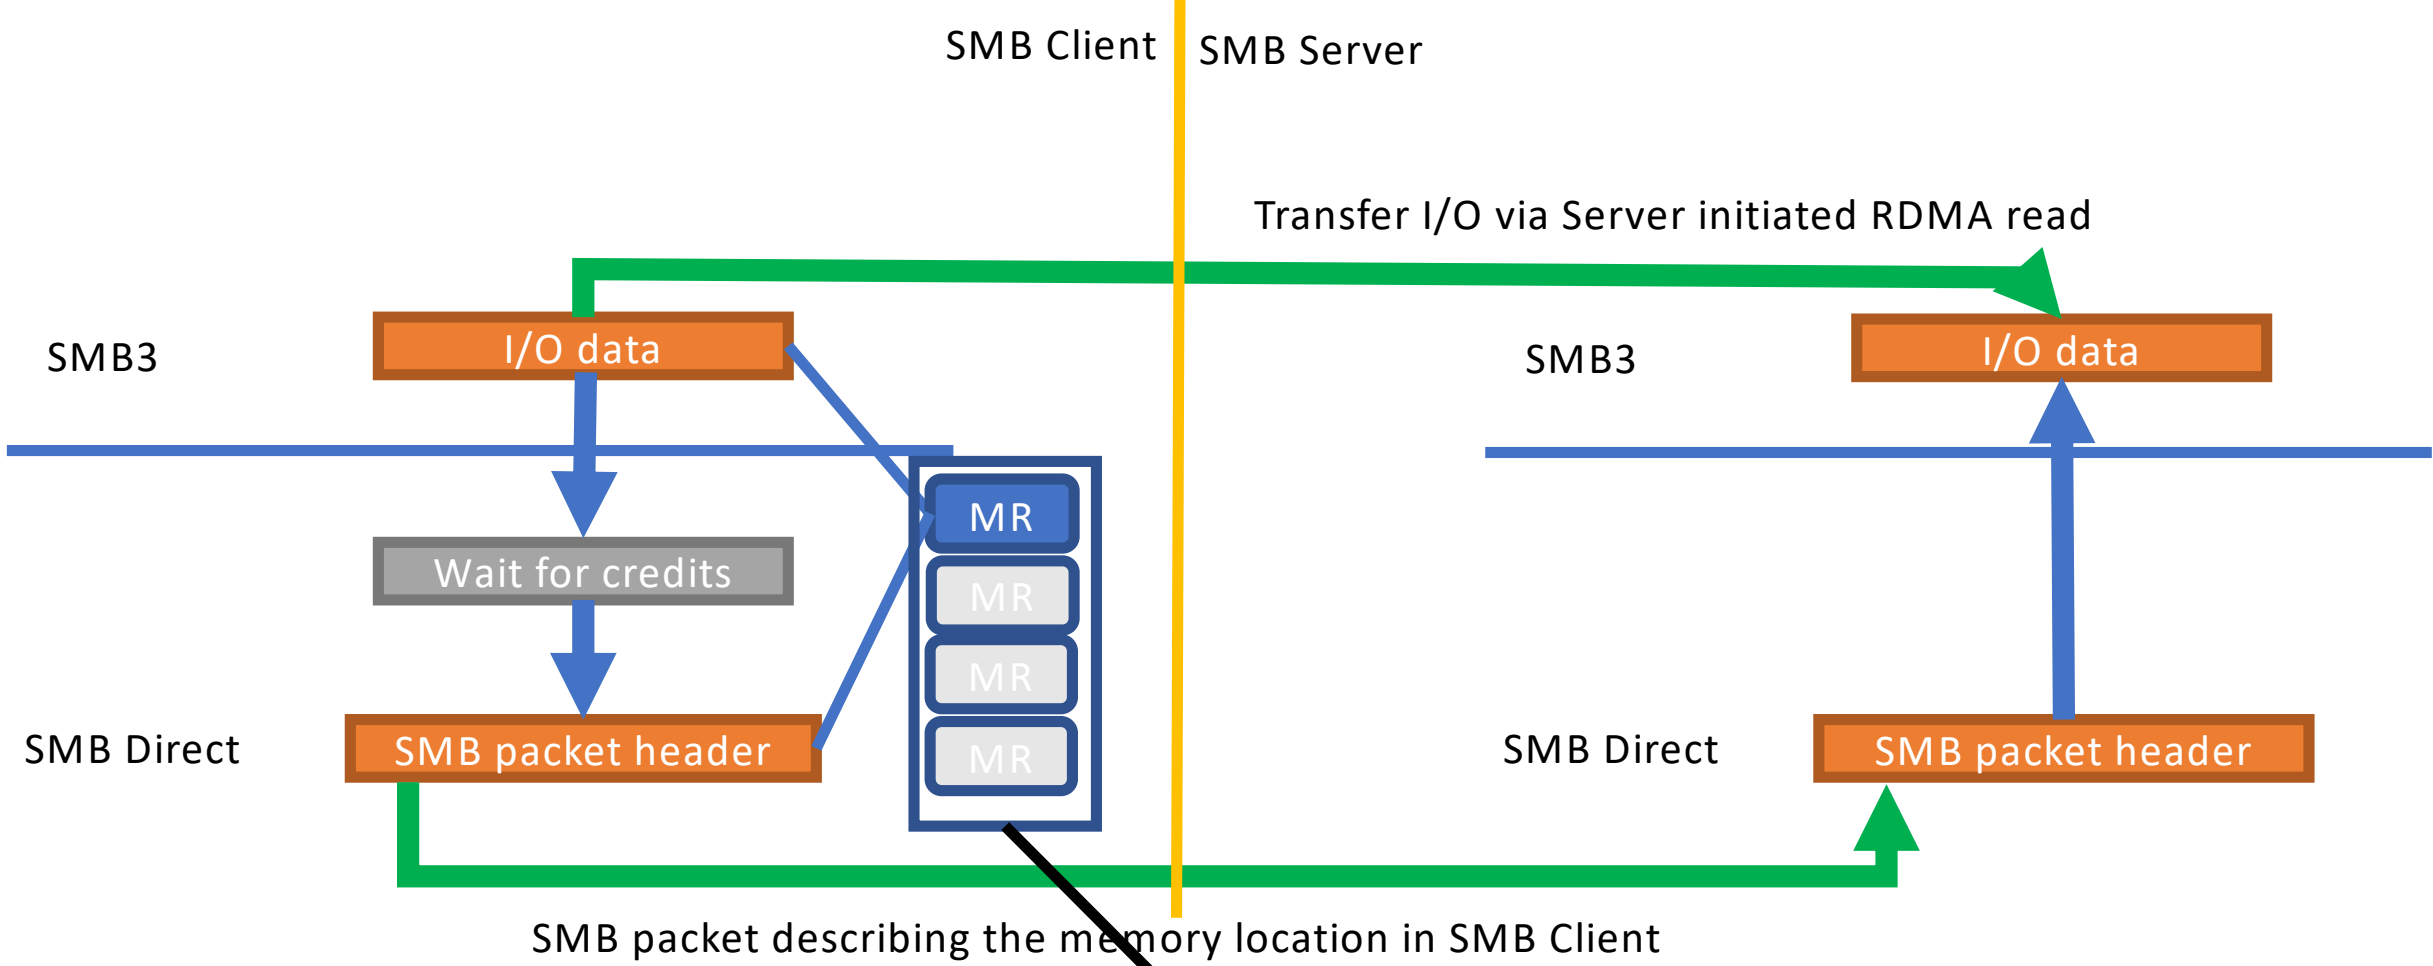 SMB Client
SMB Server
Transfer I/O via Server initiated RDMA read
SMB3
I/O data
SMB3
I/O data
MR
Wait for credits
MR
MR
SMB Direct
SMB packet header
MR
SMB Direct
SMB packet header
SMB packet describing the memory location in SMB Client